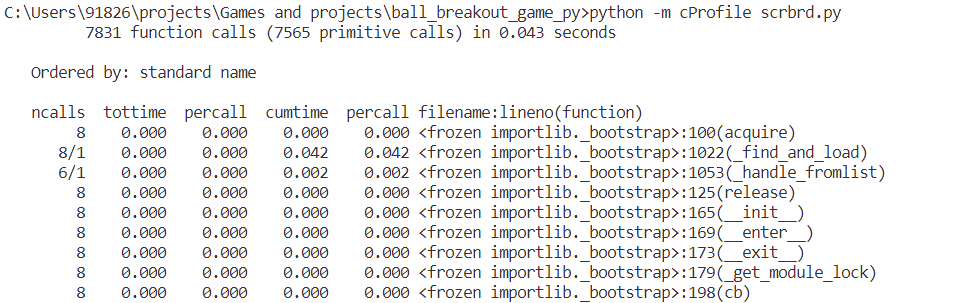 C:\Users\91826\projects\Games and projects\ball_breakout_game_py>python -m cProfile scrbrd.py
         7831 function calls (7565 primitive calls) in 0.043 seconds

   Ordered by: standard name

   ncalls  tottime  percall  cumtime  percall filename:lineno(function)
        8    0.000    0.000    0.000    0.000 <frozen importlib._bootstrap>:100(acquire)
      8/1    0.000    0.000    0.042    0.042 <frozen importlib._bootstrap>:1022(_find_and_load)
      6/1    0.000    0.000    0.002    0.002 <frozen importlib._bootstrap>:1053(_handle_fromlist)
        8    0.000    0.000    0.000    0.000 <frozen importlib._bootstrap>:125(release)
        8    0.000    0.000    0.000    0.000 <frozen importlib._bootstrap>:165(__init__)
        8    0.000    0.000    0.000    0.000 <frozen importlib._bootstrap>:169(__enter__)
        8    0.000    0.000    0.000    0.000 <frozen importlib._bootstrap>:173(__exit__)
        8    0.000    0.000    0.000    0.000 <frozen importlib._bootstrap>:179(_get_module_lock)
        8    0.000    0.000    0.000    0.000 <frozen importlib._bootstrap>:198(cb)